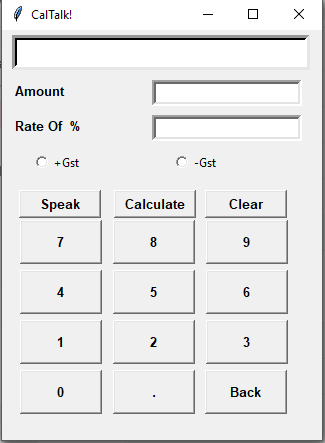 CalTalk!
Amount
Rate Of %
+Gst -Gst
Speak Calculate Clear
7 8 9
4 5 6
1 2 3
0 . Back